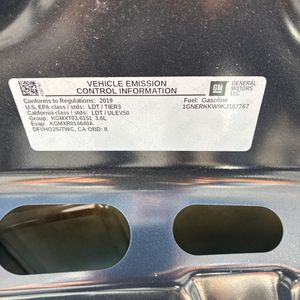 VEHICLE EMISSION
CONTROL INFORMATION
GM
GENERAL
MOTORS
LLC
Conforms to Regulations: 2019
U.S. EPA class / stds: LDT / TIER3
California class / stds: LDT / ULEV50
Group: KGMXT03.6151 3.6L
Evap: KGMXR014640A
DFI/HO2S/TWC, CA OBD: II
Fuel: Gasoline
1GNERKKW9KJ187767